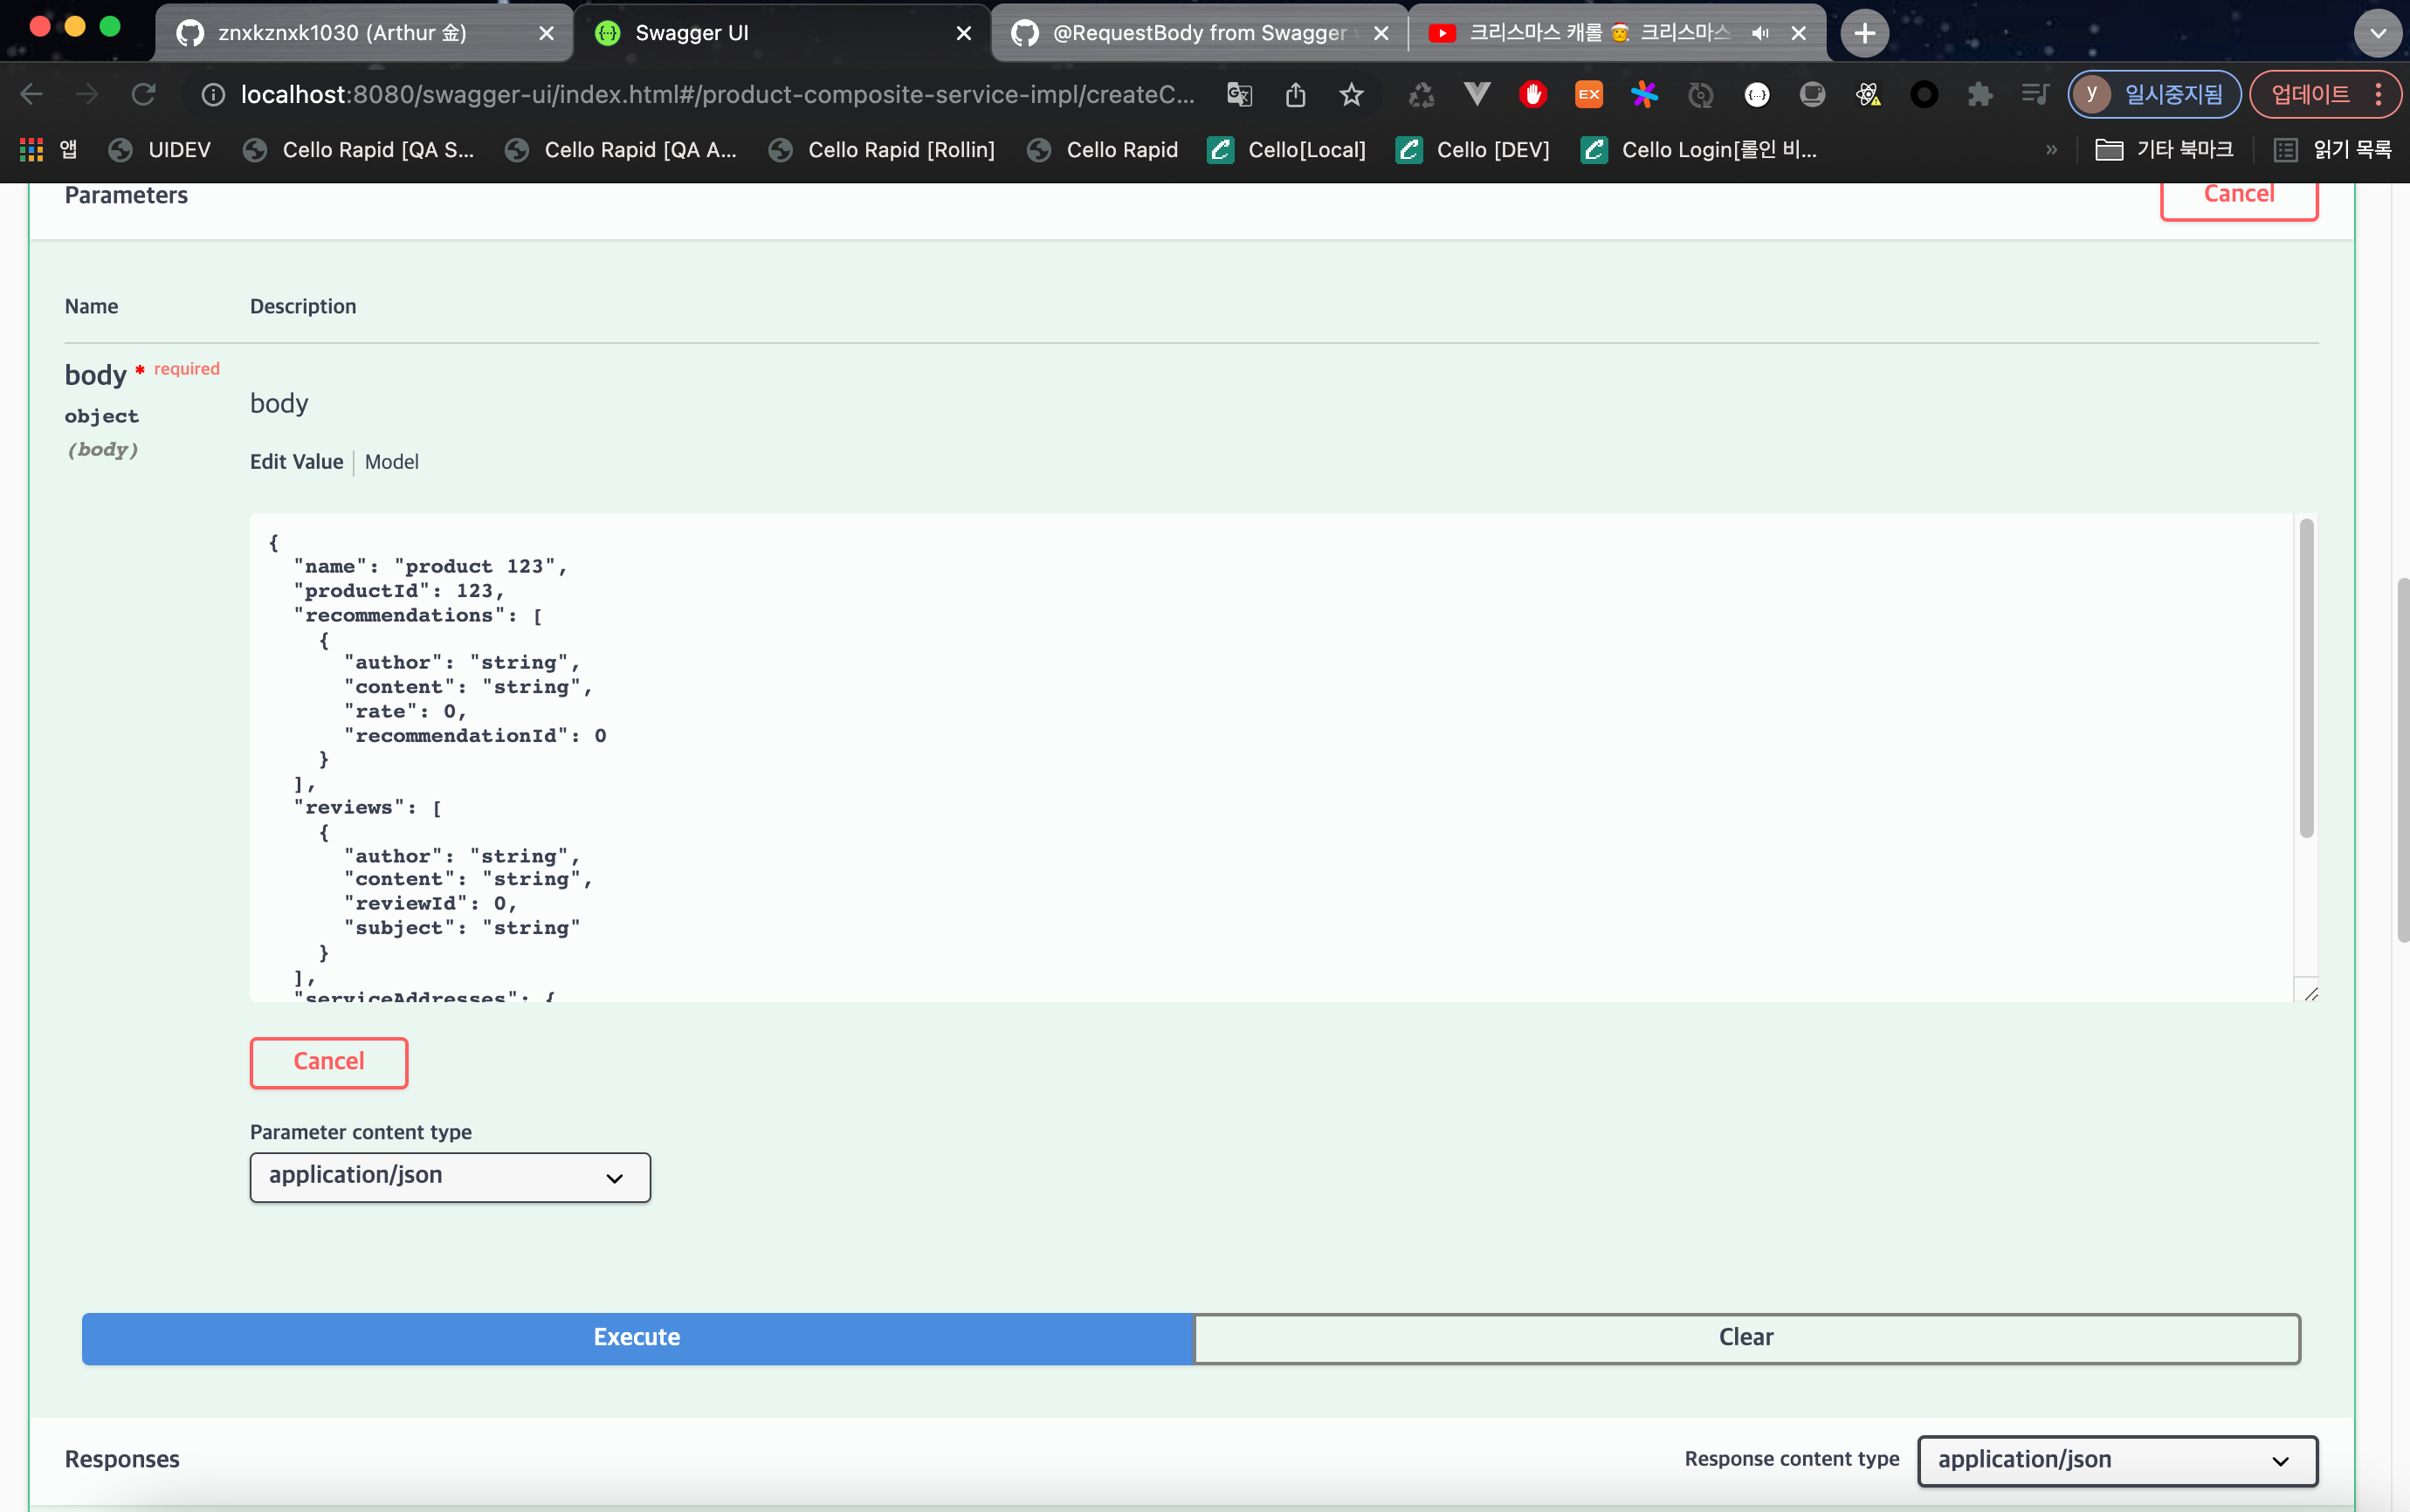 znxkznxk1030 (Arthur 金)
Swagger UI
@RequestBody from Swagger
크리스마스 캐롤 🎅 크리스마스
localhost:8080/swagger-ui/index.html#/product-composite-service-impl/createC...
y 일시중지됨
업데이트
앱
UIDEV
Cello Rapid [QA S...
Cello Rapid [QA A...
Cello Rapid [Rollin]
Cello Rapid
Cello[Local]
Cello [DEV]
Cello Login[롤인 비...
»
기타 북마크
읽기 목록
Parameters
Cancel
Name
Description
body * required
object
(body)
body
Edit Value | Model
{
"name": "product 123",
"productId": 123,
"recommendations": [
{
"author": "string",
"content": "string",
"rate": 0,
"recommendationId": 0
}
],
"reviews": [
{
"author": "string",
"content": "string",
"reviewId": 0,
"subject": "string"
}
],
"serviceAddresses": {
Cancel
Parameter content type
application/json
Execute
Clear
Responses
Response content type
application/json